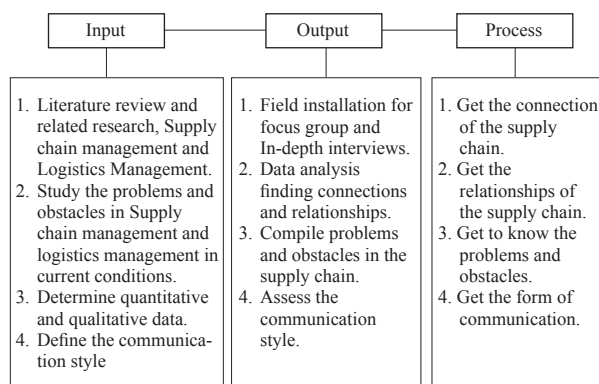 Input
Output
Process
1. Literature review and
related research, Supply
chain management and
Logistics Management.
2. Study the problems and
obstacles in Supply
chain management and
logistics management in
current conditions.
3. Determine quantitative
and qualitative data.
4. Define the communica-
tion style
1. Field installation for
focus group and
In-depth interviews.
2. Data analysis
finding connections
and relationships.
3. Compile problems
and obstacles in the
supply chain.
4. Assess the
communication
style.
1. Get the connection
of the supply
chain.
2. Get the
relationships of
the supply chain.
3. Get to know the
problems and
obstacles.
4. Get the form of
communication.